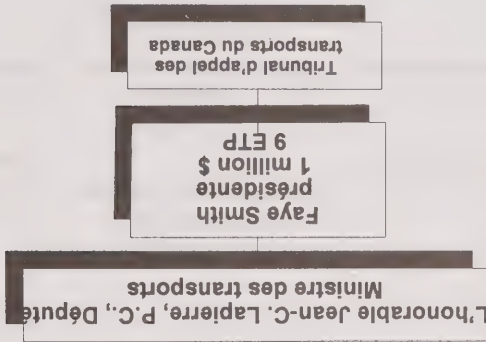 L'honorable Jean-C. Lapierre, P.C., Député
Ministre des transports
Faye Smith
présidente
1 million $
9 ETP
Tribunal d'appel des
transports du Canada